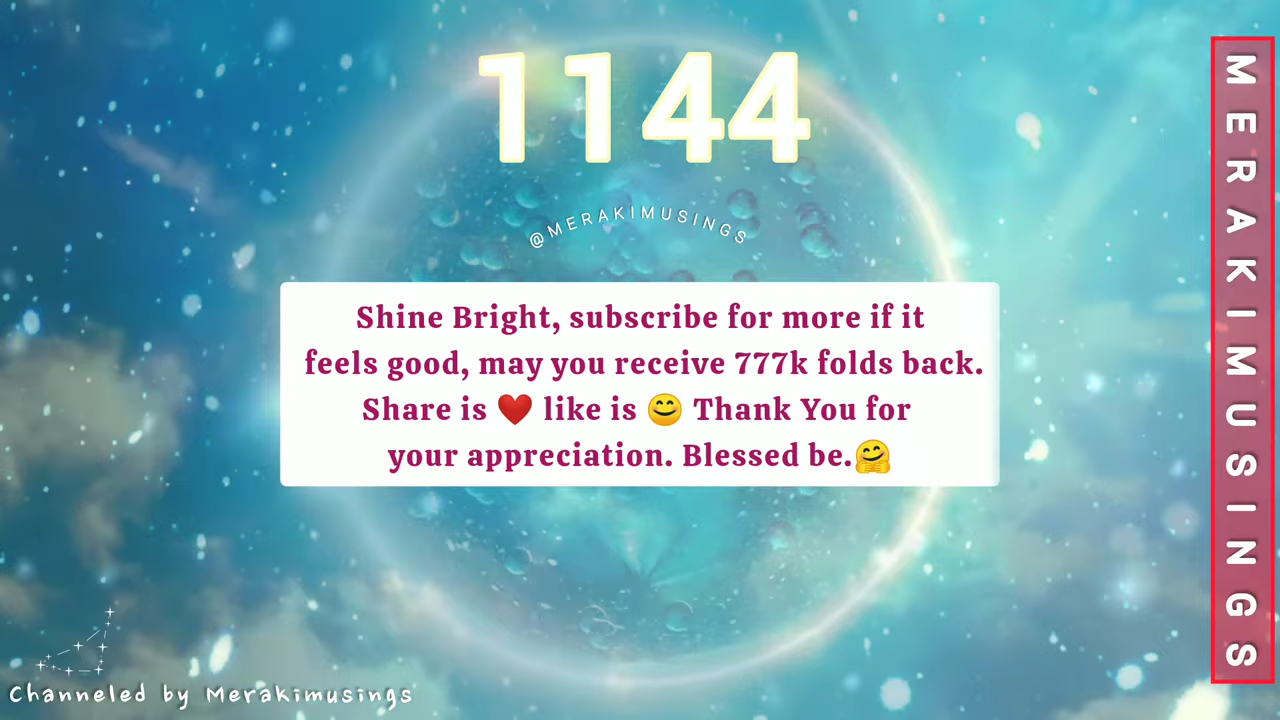 1144
@MERAKIMUSINGS
Shine Bright, subscribe for more if it
feels good, may you receive 777k folds back.
Share is ❤️ like is 😊 Thank You for
your appreciation. Blessed be.🤗
Channeled by Merakimusings
MERAKIMUSINGS